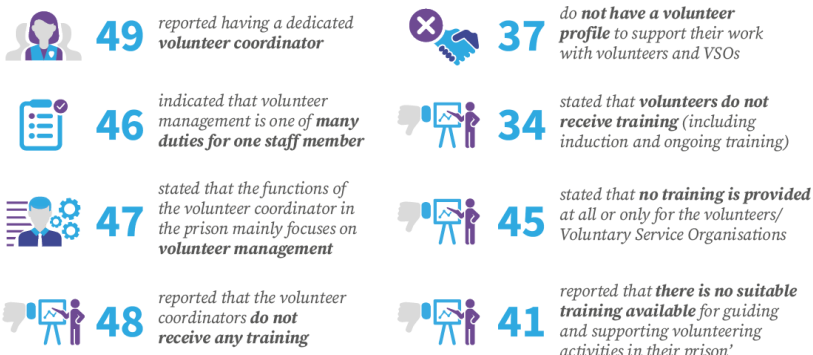 49 reported having a dedicated
volunteer coordinator
46 indicated that volunteer
management is one of many
duties for one staff member
47 stated that the functions of
the volunteer coordinator in
the prison mainly focuses on
volunteer management
48 reported that the volunteer
coordinators do not
receive any training
37 do not have a volunteer
profile to support their work
with volunteers and VSOs
34 stated that volunteers do not
receive training (including
induction and ongoing training)
45 stated that no training is provided
at all or only for the volunteers/
Voluntary Service Organisations
41 reported that there is no suitable
training available for guiding
and supporting volunteering
activities in their prison’